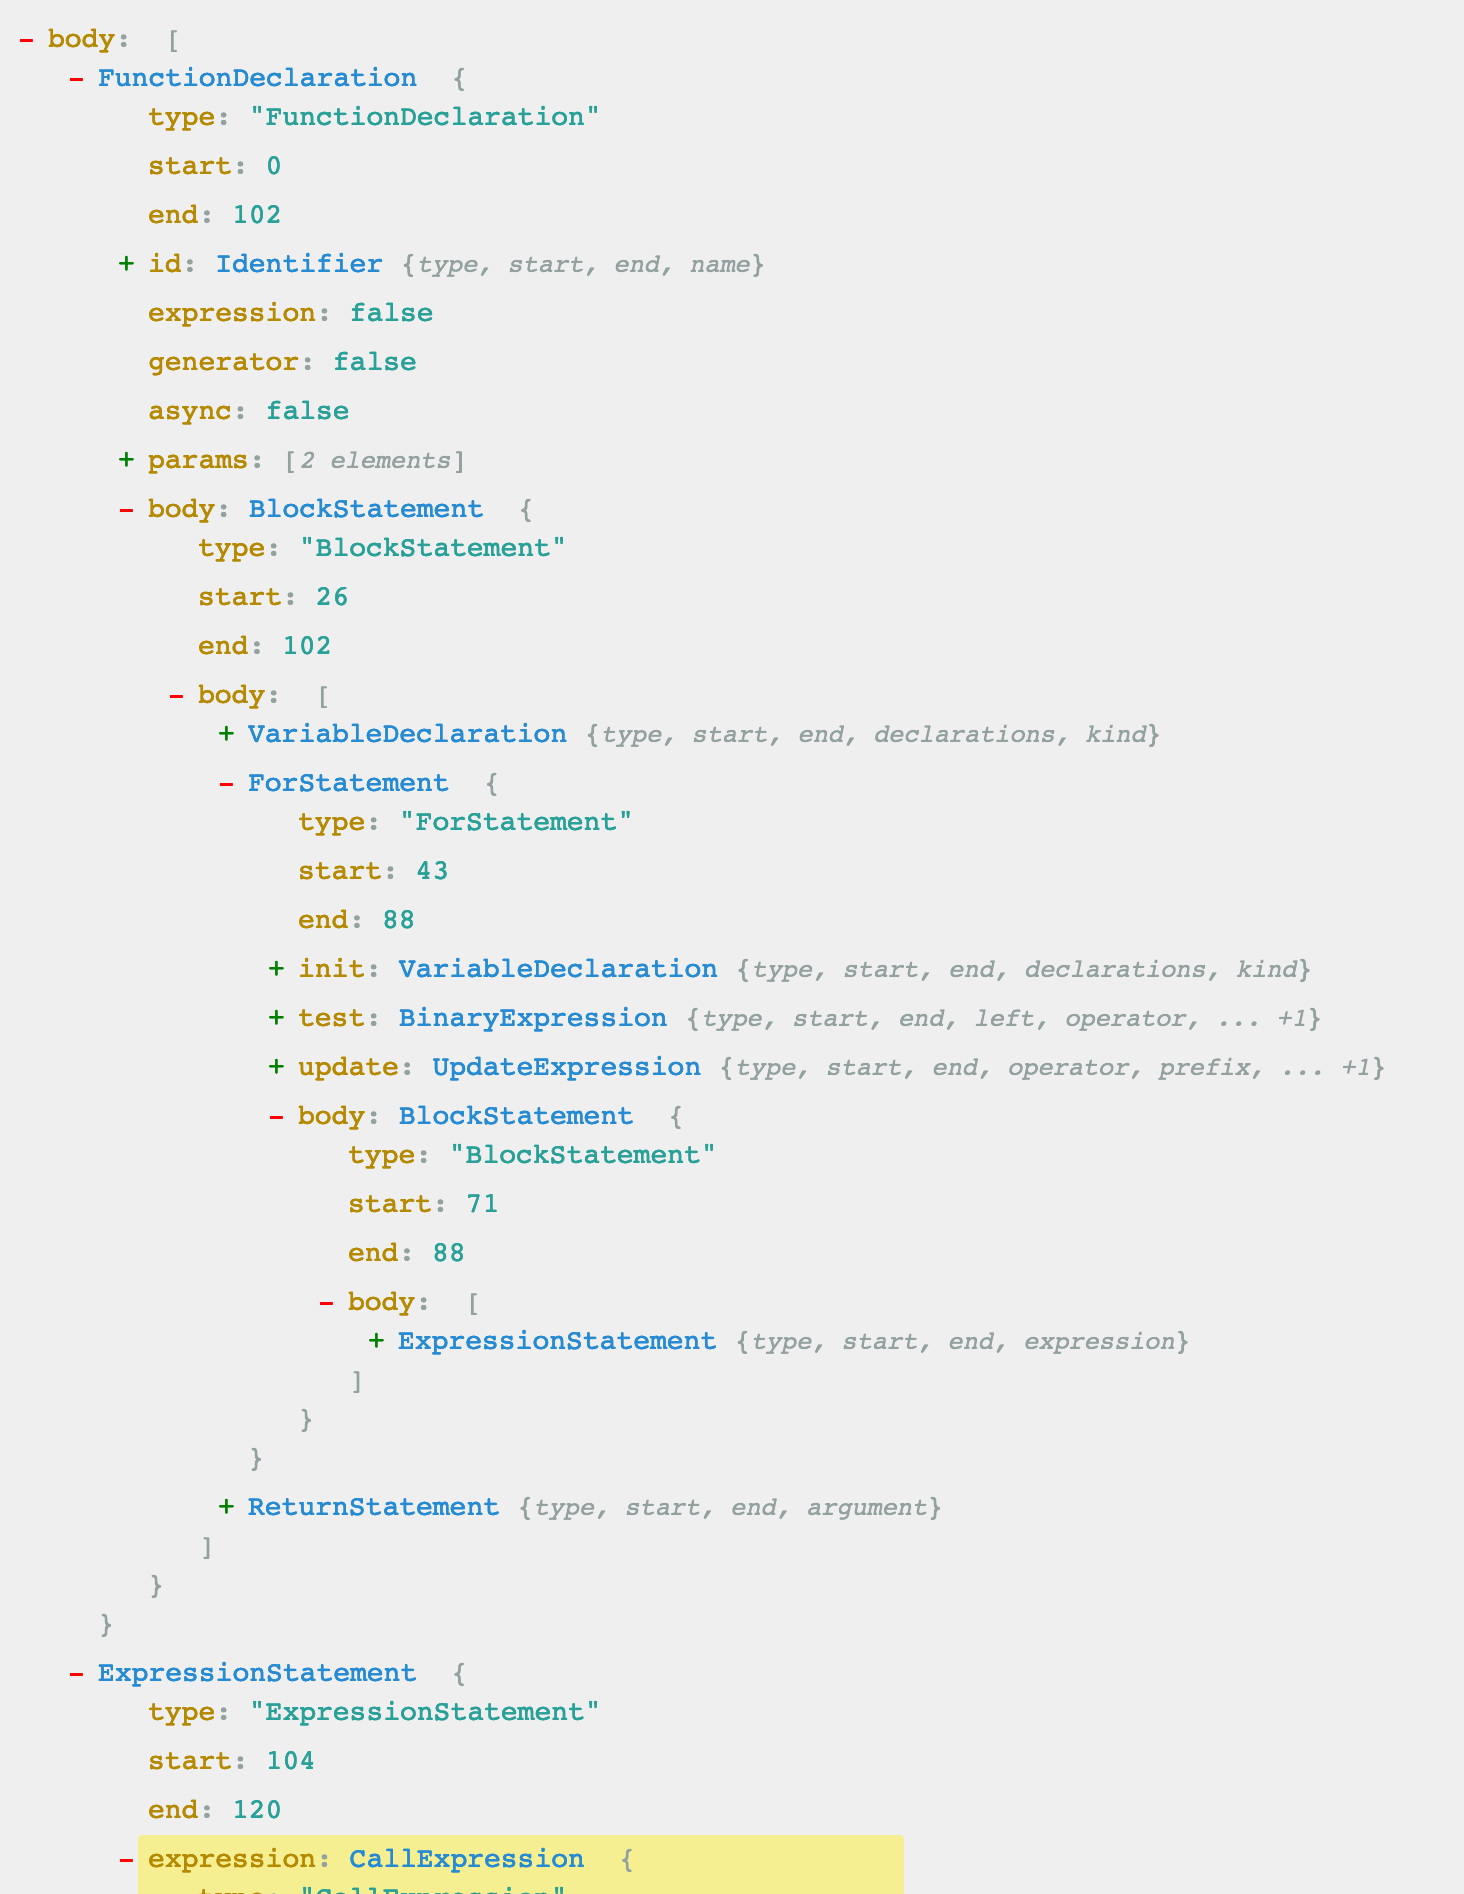 - body: [
- FunctionDeclaration {
type: "FunctionDeclaration"
start: 0
end: 102
+ id: Identifier {type, start, end, name}
expression: false
generator: false
async: false
+ params: [2 elements]
- body: BlockStatement {
type: "BlockStatement"
start: 26
end: 102
- body: [
+ VariableDeclaration {type, start, end, declarations, kind}
- ForStatement {
type: "ForStatement"
start: 43
end: 88
+ init: VariableDeclaration {type, start, end, declarations, kind}
+ test: BinaryExpression {type, start, end, left, operator, ... +1}
+ update: UpdateExpression {type, start, end, operator, prefix, ... +1}
- body: BlockStatement {
type: "BlockStatement"
start: 71
end: 88
- body: [
+ ExpressionStatement {type, start, end, expression}
]
}
}
+ ReturnStatement {type, start, end, argument}
]
}
}
- ExpressionStatement {
type: "ExpressionStatement"
start: 104
end: 120
- expression: CallExpression {
type: "CallExpression"